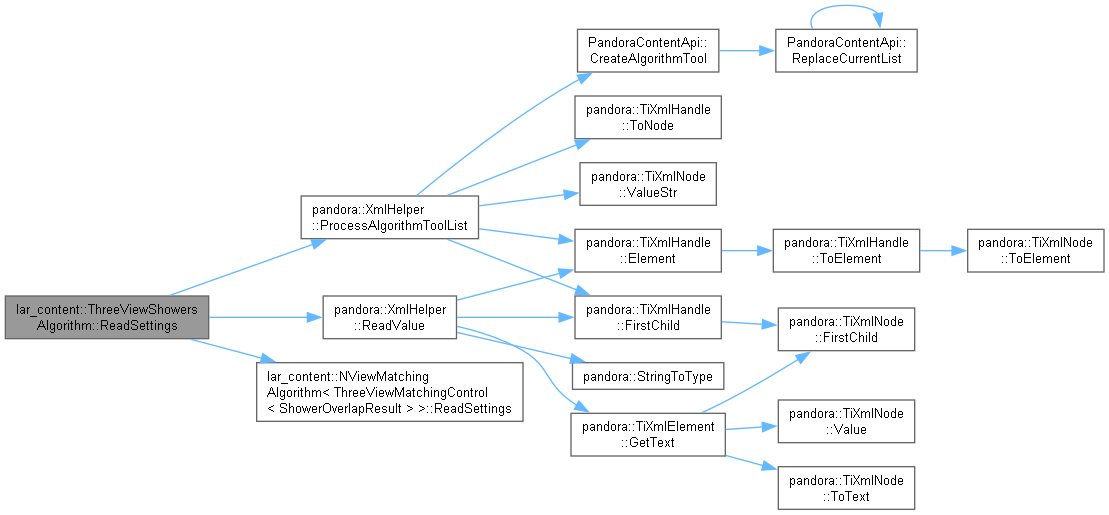 PandoraContentApi::
CreateAlgorithmTool
PandoraContentApi::
ReplaceCurrentList
pandora::TiXmlHandle
::ToNode
pandora::TiXmlNode
::ValueStr
pandora::XmlHelper
::ProcessAlgorithmToolList
pandora::TiXmlHandle
::Element
pandora::TiXmlHandle
::ToElement
pandora::TiXmlNode
::ToElement
lar_content::ThreeViewShowers
Algorithm::ReadSettings
pandora::XmlHelper
::ReadValue
pandora::TiXmlHandle
::FirstChild
pandora::TiXmlNode
::FirstChild
pandora::StringToType
lar_content::NViewMatching
Algorithm< ThreeViewMatchingControl
< ShowerOverlapResult > >::ReadSettings
pandora::TiXmlElement
::GetText
pandora::TiXmlNode
::Value
pandora::TiXmlNode
::ToText